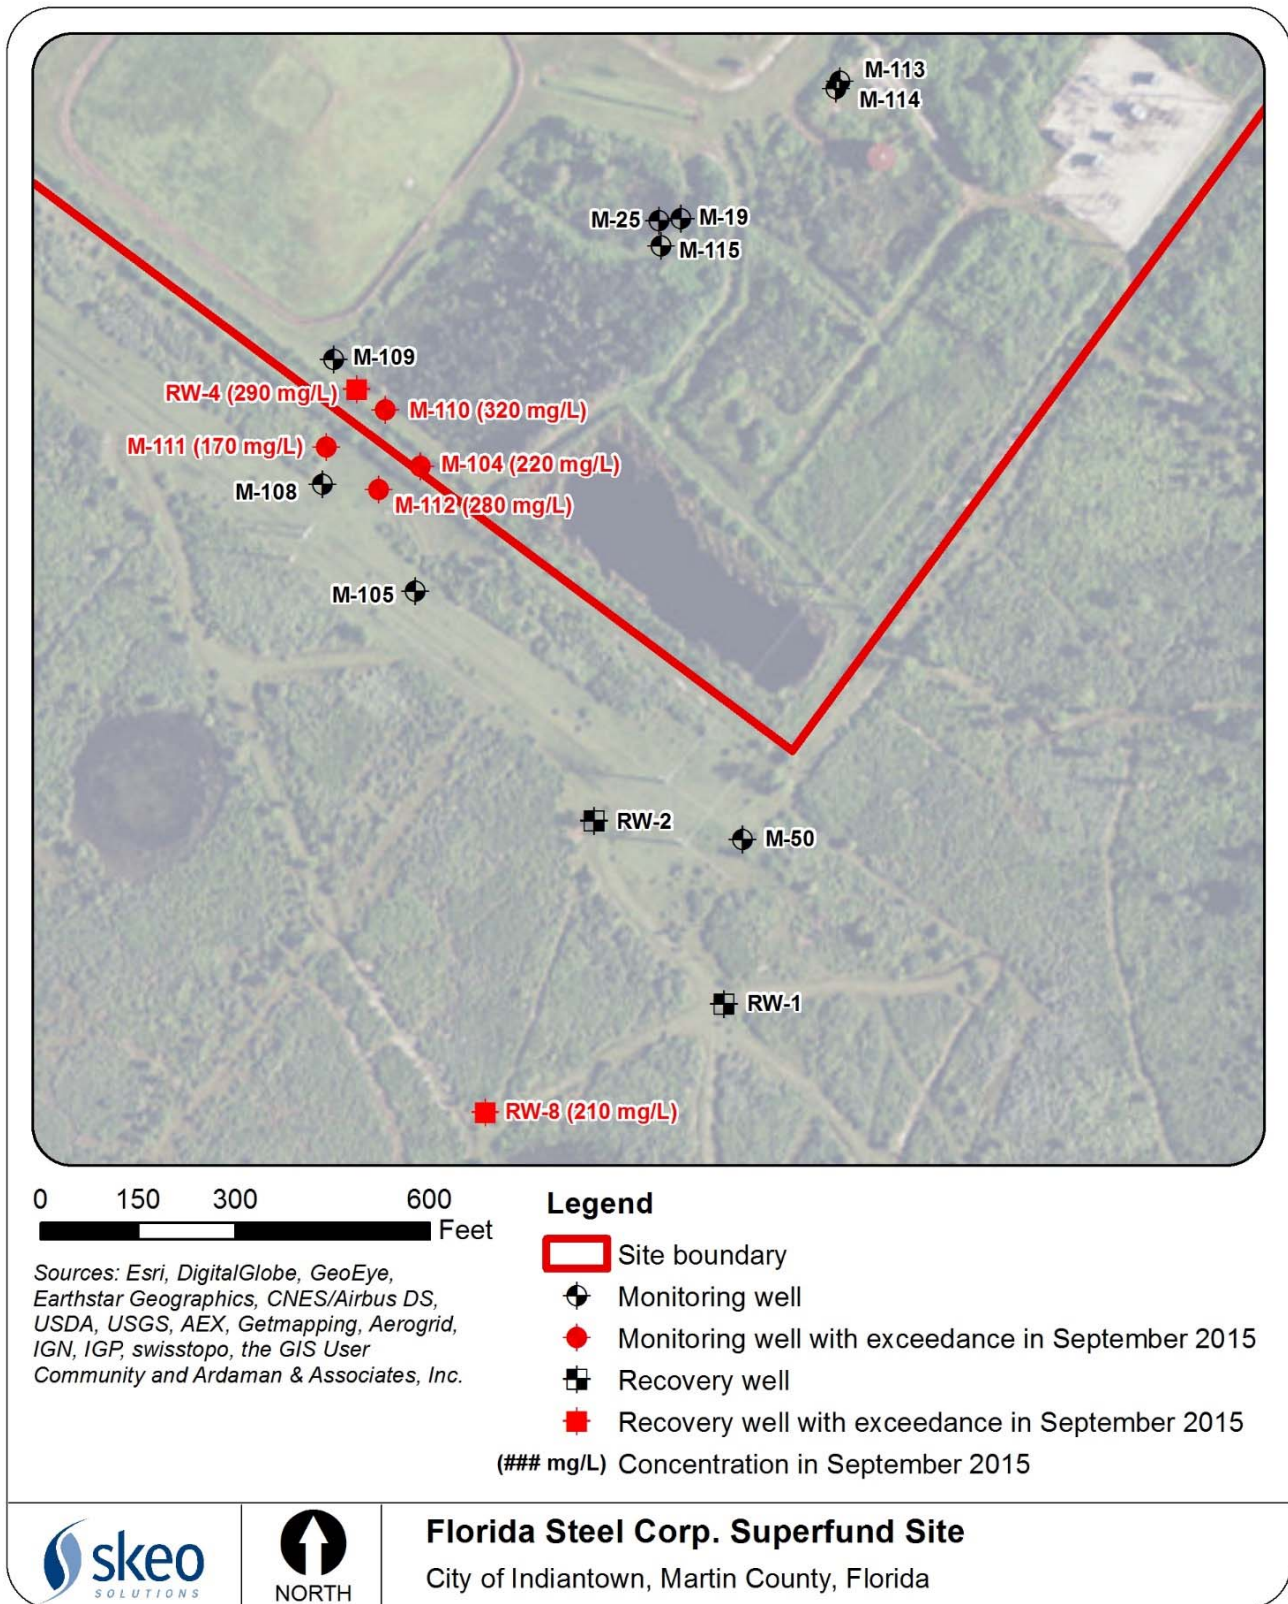 M-113
M-114
M-25
M-19
M-115
M-109
RW-4 (290 mg/L)
M-110 (320 mg/L)
M-111 (170 mg/L)
M-104 (220 mg/L)
M-108
M-112 (280 mg/L)
M-105
RW-2
M-50
RW-1
RW-8 (210 mg/L)
0 150 300 600
Feet
Sources: Esri, DigitalGlobe, GeoEye,
Earthstar Geographics, CNES/Airbus DS,
USDA, USGS, AEX, Getmapping, Aerogrid,
IGN, IGP, swisstopo, the GIS User
Community and Ardaman & Associates, Inc.
Legend
Site boundary
Monitoring well
Monitoring well with exceedance in September 2015
Recovery well
Recovery well with exceedance in September 2015
(### mg/L) Concentration in September 2015
skeo
SOLUTIONS
NORTH
Florida Steel Corp. Superfund Site
City of Indiantown, Martin County, Florida